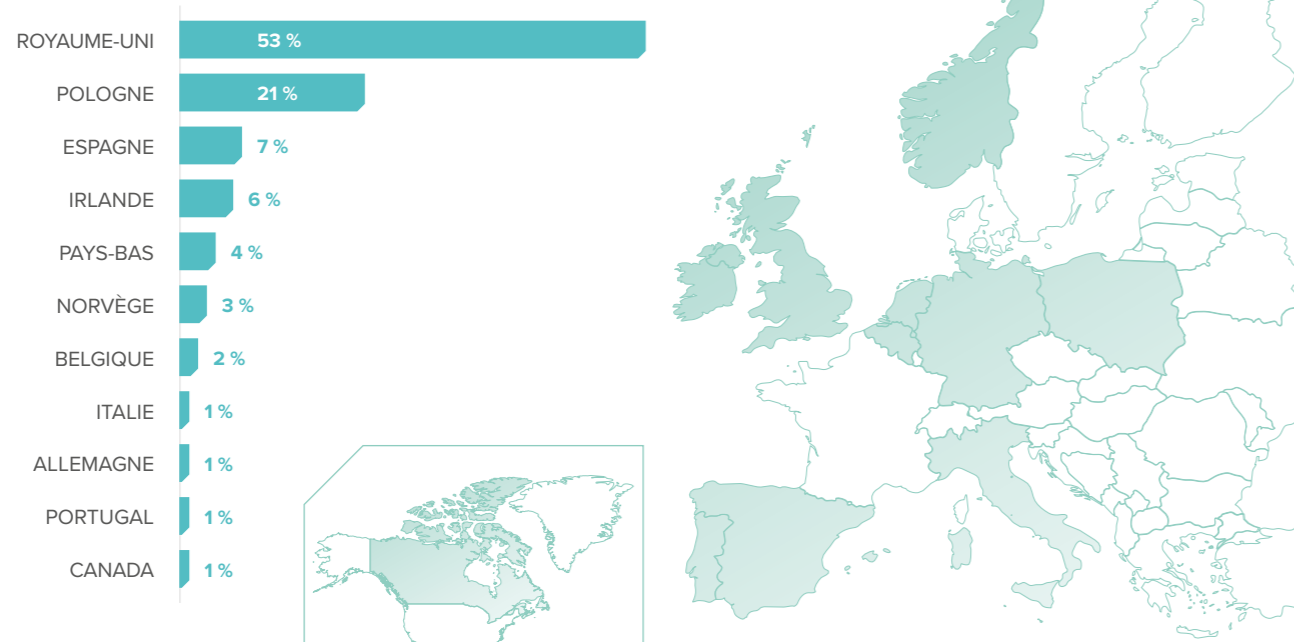 ROYAUME-UNI 53 %
POLOGNE 21 %
ESPAGNE 7 %
IRLANDE 6 %
PAYS-BAS 4 %
NORVÈGE 3 %
BELGIQUE 2 %
ITALIE 1 %
ALLEMAGNE 1 %
PORTUGAL 1 %
CANADA 1 %